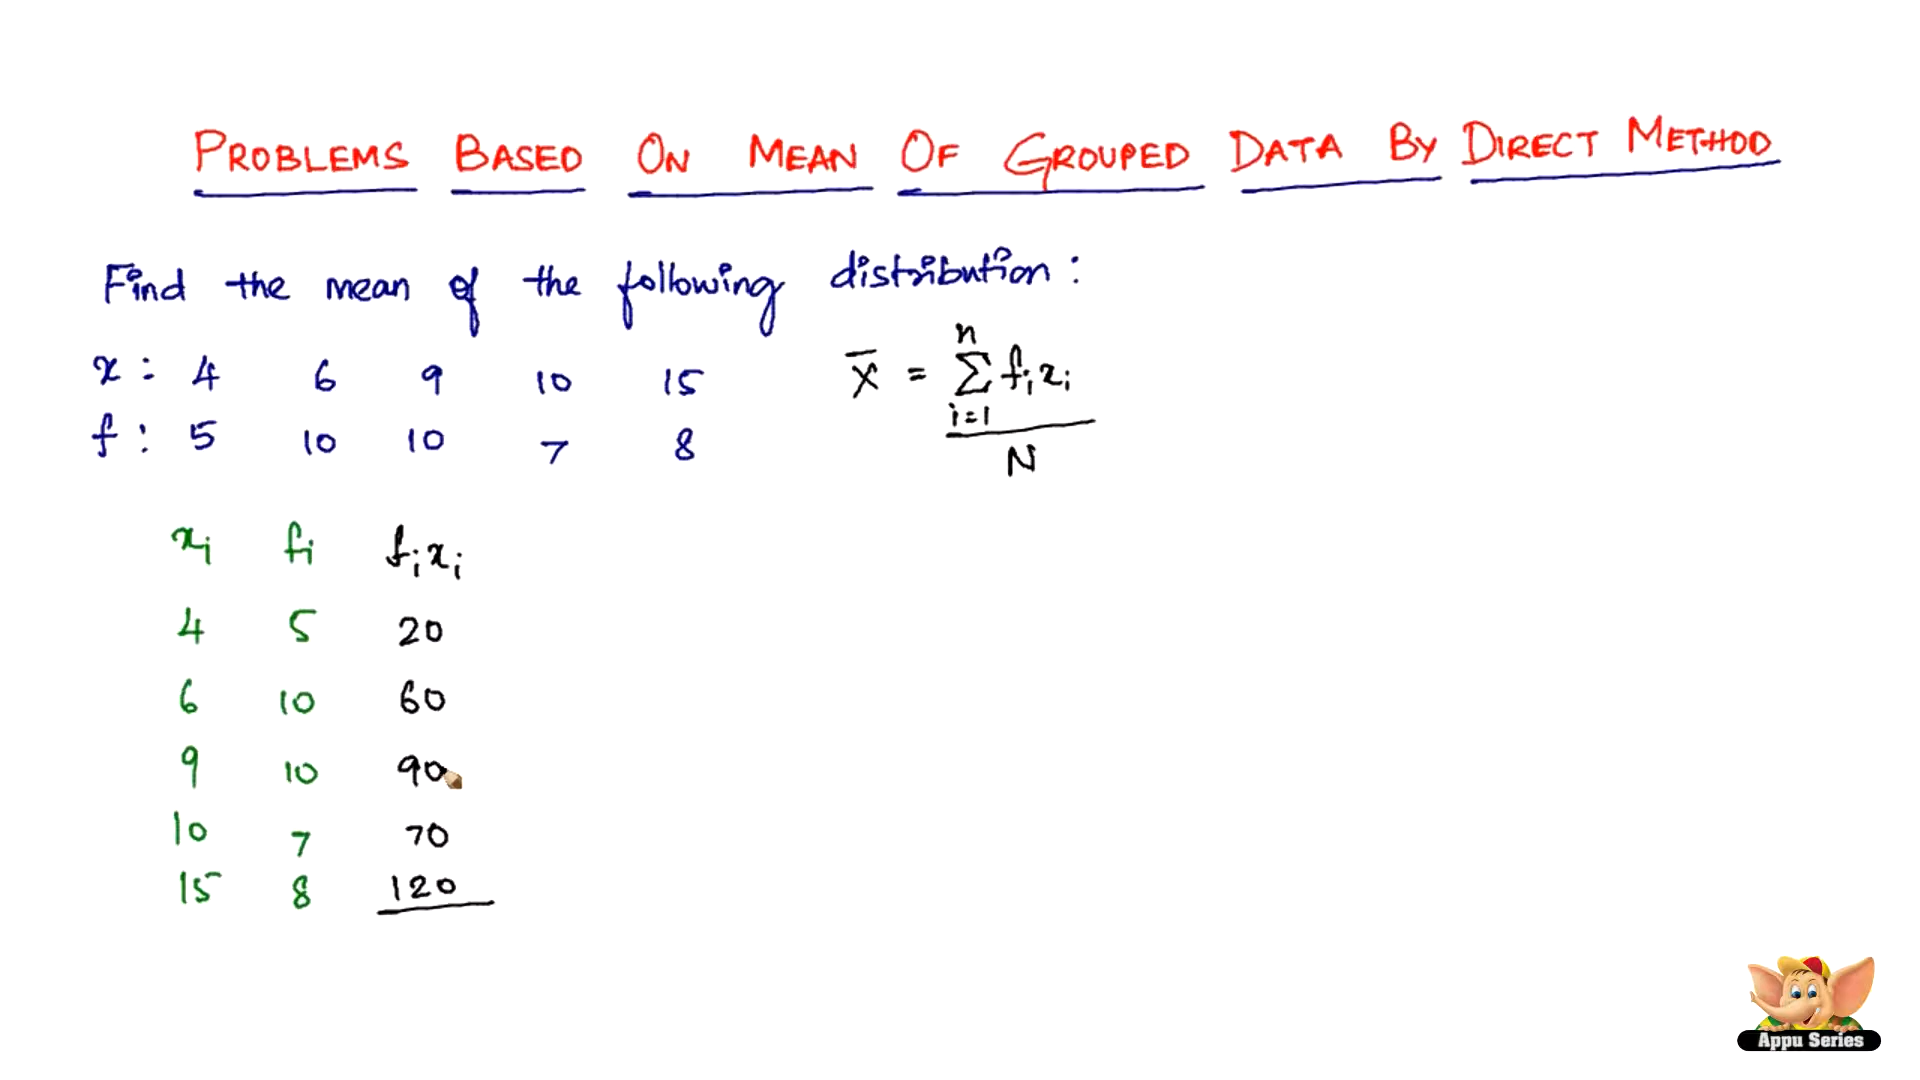 PROBLEMS BASED ON MEAN OF GROUPED DATA BY DIRECT METHOD
Find the mean of the following distribution :
x : 4 6 9 10 15
f : 5 10 10 7 8
x̄ = n ∑ i=1 fᵢxᵢ
N
xᵢ fᵢ fᵢxᵢ
4 5 20
6 10 60
9 10 90
10 7 70
15 8 120
Appu Series